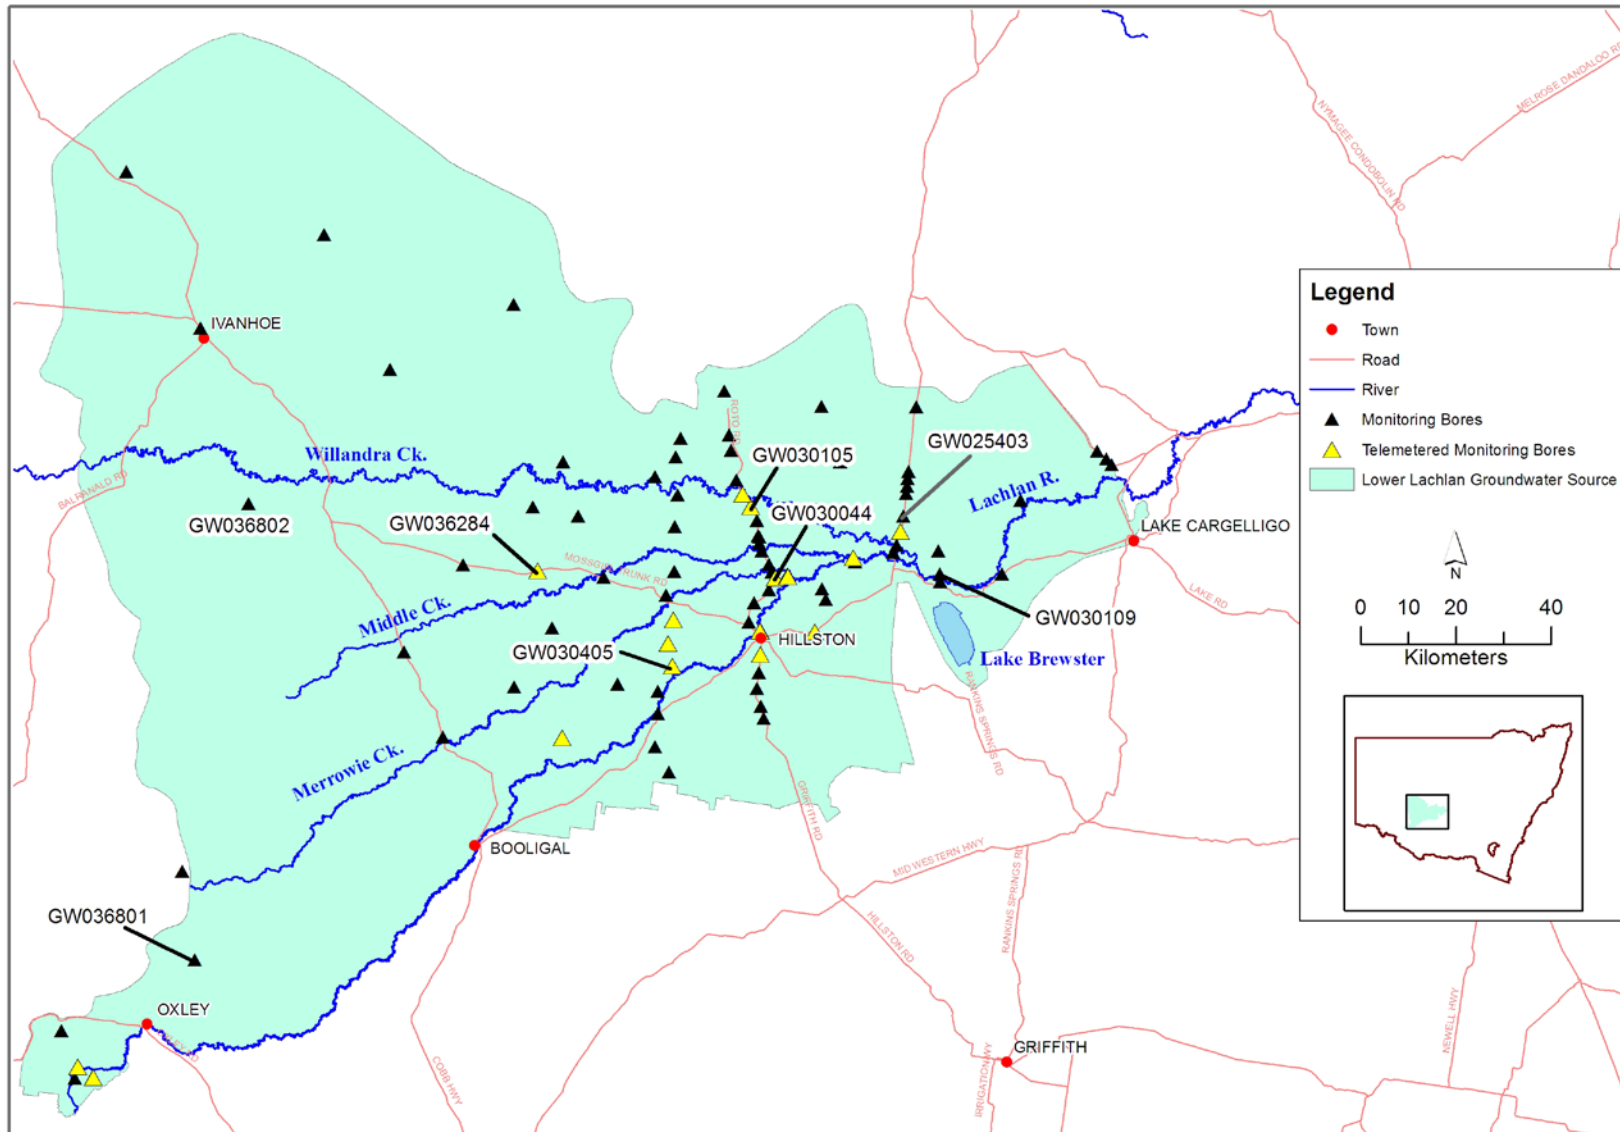 NYMAGEE CONDOBOLIN RD
MELROSE DANDALOO RD
Legend
Town
Road
River
Monitoring Bores
Telemetered Monitoring Bores
Lower Lachlan Groundwater Source
IVANHOE
Willandra Ck.
BALRANALD RD
GW036802
GW036284
GW030105
GW030044
GW025403
Lachlan R.
LAKE CARGELLIGO
LAKE RD
N
0 10 20 40
Kilometers
MOSSGIEL TRUNK RD
Middle Ck.
GW030405
HILLSTON
GW030109
Lake Brewster
RANKINS SPRINGS RD
Merrowie Ck.
GRIFFITH RD
BOOLIGAL
MID WESTERN HWY
RANKINS SPRINGS RD
HILLSTON RD
GW036801
OXLEY
COBB HWY
GRIFFITH
IRRIGATION WY
NEWELL HWY